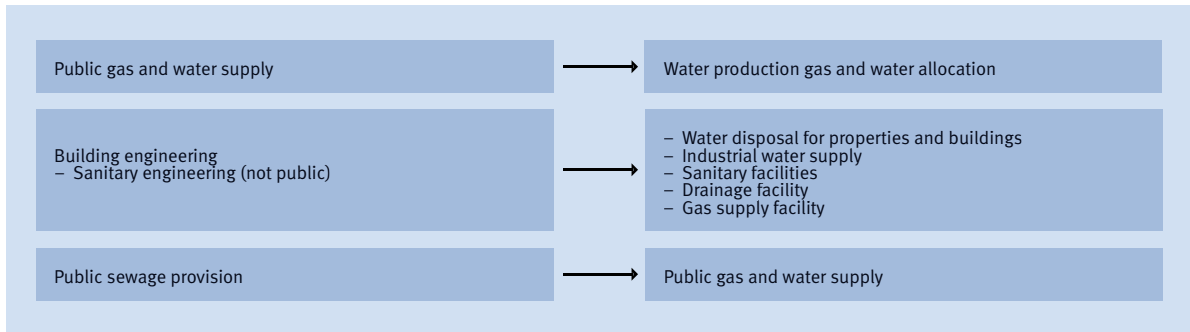 Public gas and water supply
Water production gas and water allocation
Building engineering
– Sanitary engineering (not public)
– Water disposal for properties and buildings
– Industrial water supply
– Sanitary facilities
– Drainage facility
– Gas supply facility
Public sewage provision
Public gas and water supply